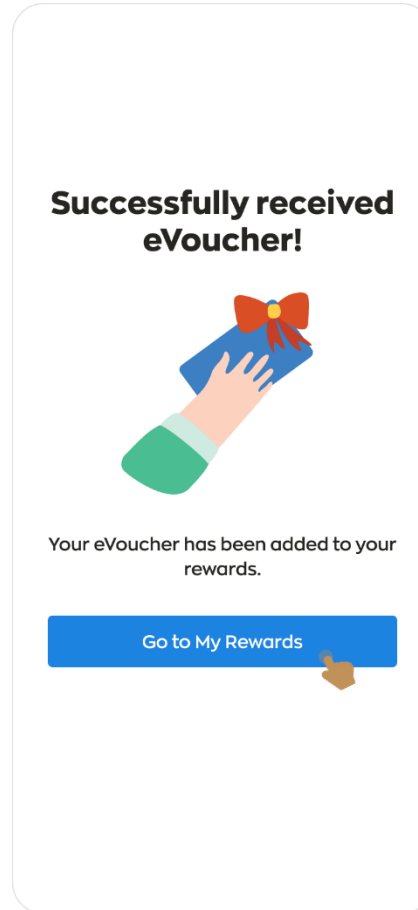 Successfully received
eVoucher!
Your eVoucher has been added to your
rewards.
Go to My Rewards